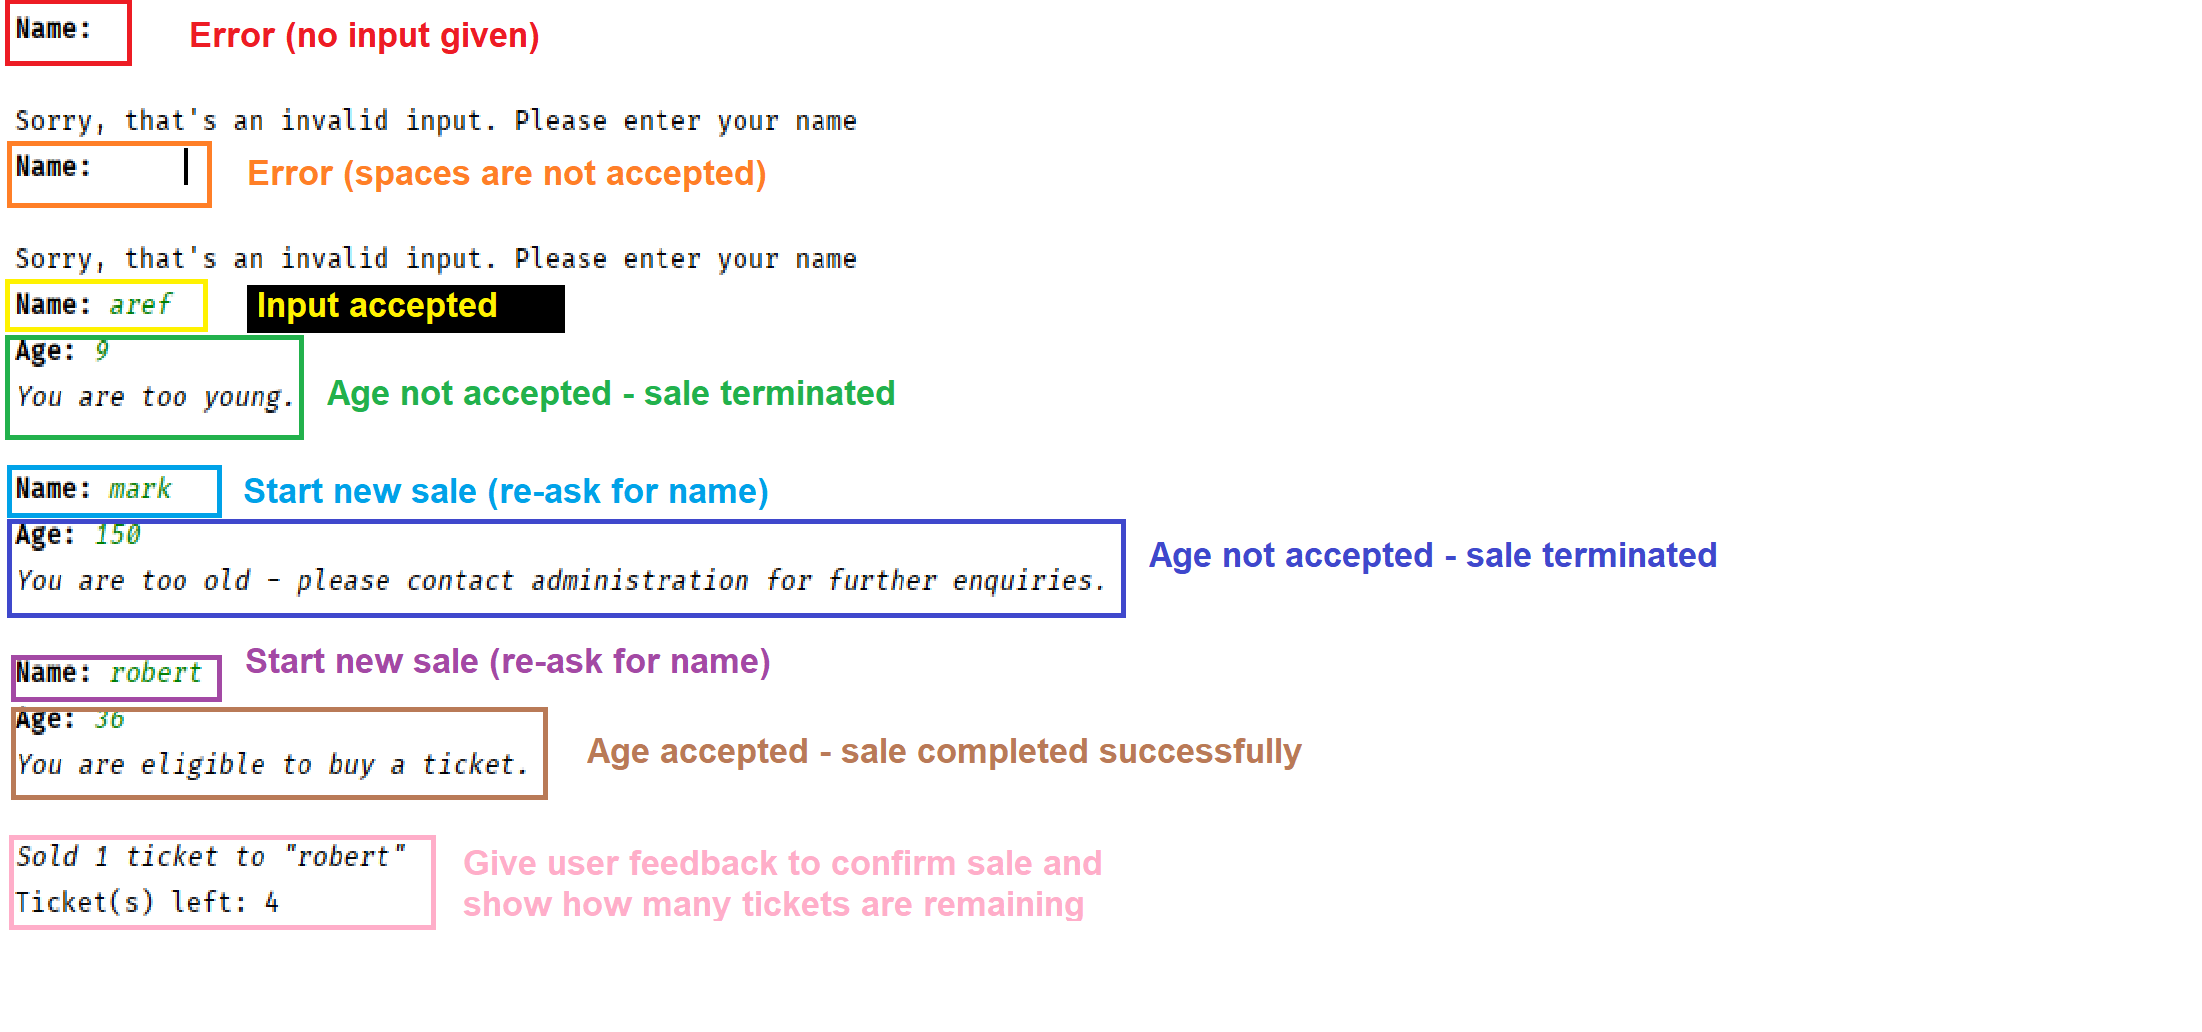 Name: Error (no input given)
Sorry, that's an invalid input. Please enter your name
Name: Error (spaces are not accepted)
Sorry, that's an invalid input. Please enter your name
Name: aref Input accepted
Age: 9
You are too young. Age not accepted - sale terminated
Name: mark Start new sale (re-ask for name)
Age: 150
Age not accepted - sale terminated
You are too old - please contact administration for further enquiries.
Name: robert Start new sale (re-ask for name)
Age: 36
You are eligible to buy a ticket. Age accepted - sale completed successfully
Sold 1 ticket to "robert"
Ticket(s) left: 4
Give user feedback to confirm sale and
show how many tickets are remaining